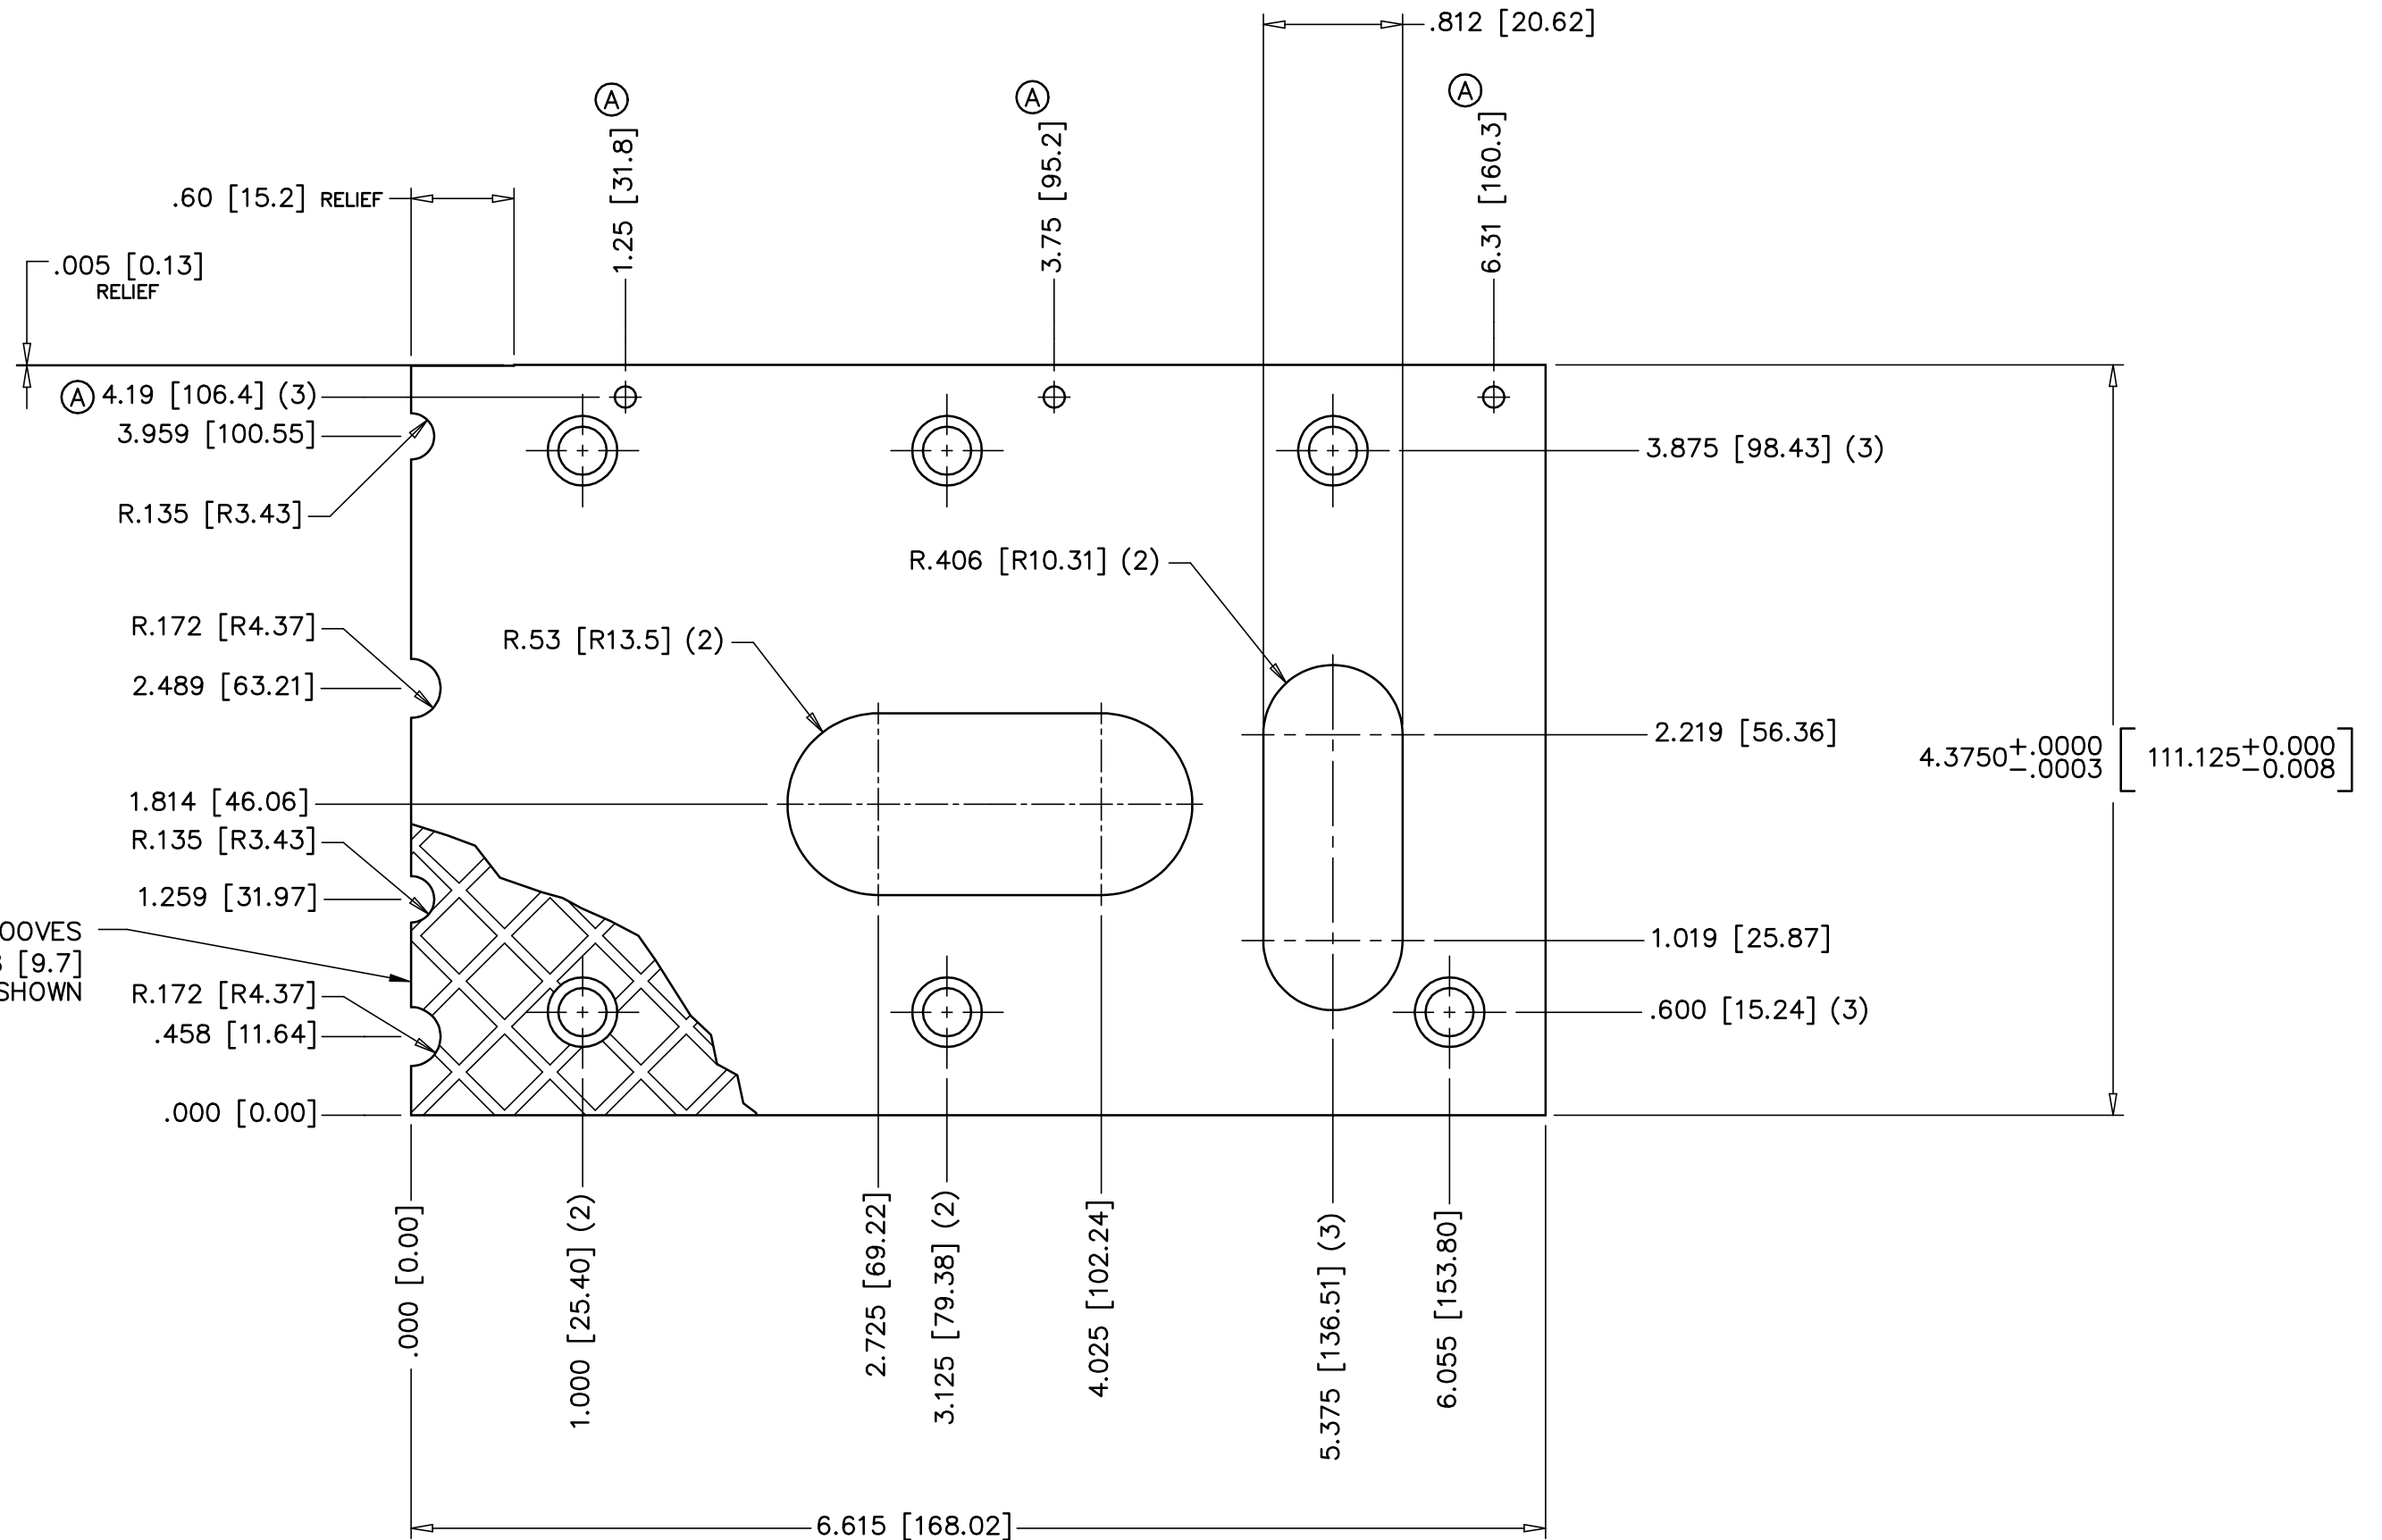 .812 [20.62]
A
A
A
1.25 [31.8]
3.75 [95.2]
6.31 [160.3]
.60 [15.2] RELIEF
.005 [0.13]
RELIEF
A 4.19 [106.4] (3)
3.959 [100.55]
3.875 [98.43] (3)
R.135 [R3.43]
R.406 [R10.31] (2)
R.172 [R4.37]
R.53 [R13.5] (2)
2.489 [63.21]
2.219 [56.36]
4.3750 +.0000 -.0003 [111.125 +0.000 -0.008]
1.814 [46.06]
R.135 [R3.43]
1.259 [31.97]
OOVES
[9.7]
SHOWN
1.019 [25.87]
R.172 [R4.37]
.600 [15.24] (3)
.458 [11.64]
.000 [0.00]
.000 [0.00]
1.000 [25.40] (2)
2.725 [69.22]
3.125 [79.38] (2)
4.025 [102.24]
5.375 [136.51] (3)
6.055 [153.80]
6.615 [168.02]